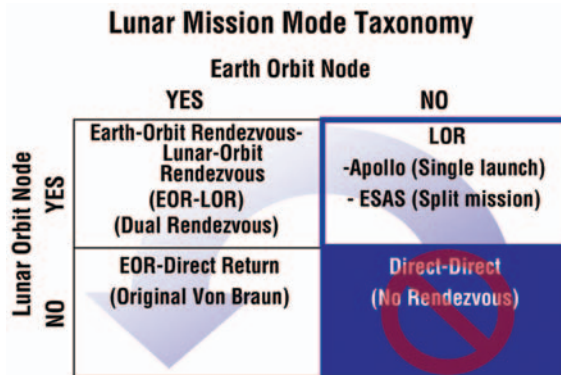 Lunar Mission Mode Taxonomy
Earth Orbit Node
YES
NO
Lunar Orbit Node
YES
Earth-Orbit Rendezvous-
Lunar-Orbit
Rendezvous
(EOR-LOR)
(Dual Rendezvous)
LOR
-Apollo (Single launch)
- ESAS (Split mission)
NO
EOR-Direct Return
(Original Von Braun)
Direct-Direct
(No Rendezvous)